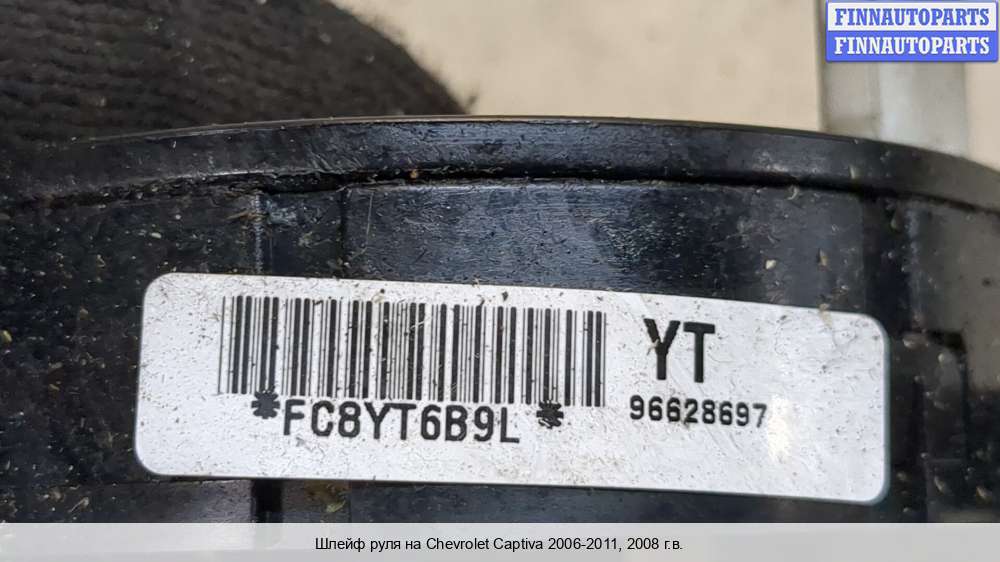 FINNAUTOPARTS
FINNAUTOPARTS
YT
*FC8YT6B9L*
96628697
Шлейф руля на Chevrolet Captiva 2006-2011, 2008 г.в.